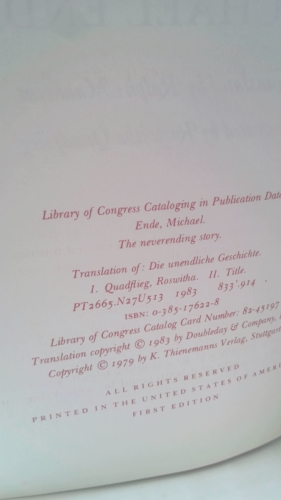 Library of Congress Cataloging in Publication Data
Ende, Michael.
The neverending story.
Translation of: Die unendliche Geschichte.
I. Quadflieg, Roswitha. II. Title.
PT2665.N27U513 1983 833'.914
ISBN: 0-385-17622-8
Library of Congress Catalog Card Number: 82-45197
Translation copyright © 1983 by Doubleday & Company,
Copyright © 1979 by K. Thienemanns Verlag, Stuttgart
ALL RIGHTS RESERVED
PRINTED IN THE UNITED STATES OF AMERICA
FIRST EDITION